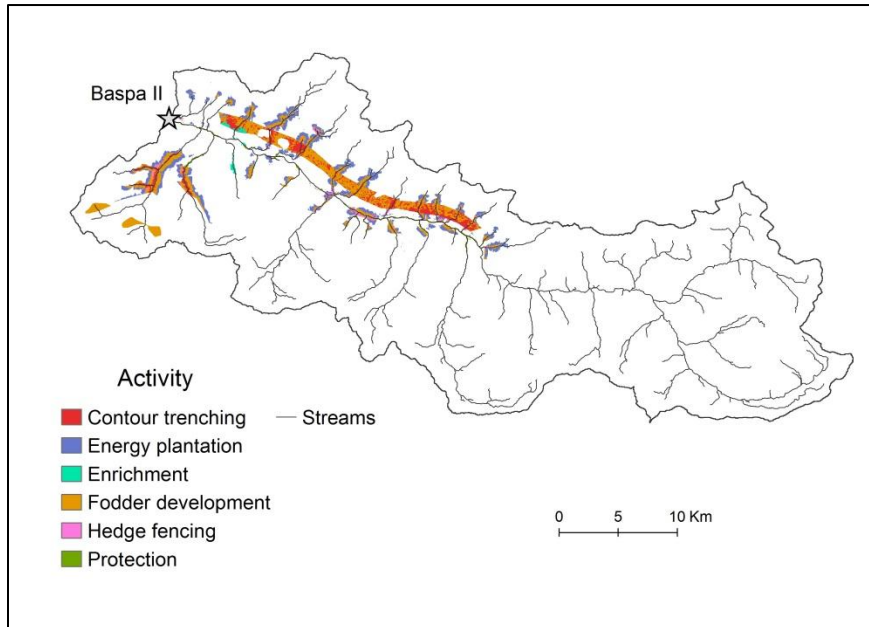 Baspa II
Activity
Contour trenching
Streams
Energy plantation
Enrichment
Fodder development
Hedge fencing
Protection
0 5 10 Km